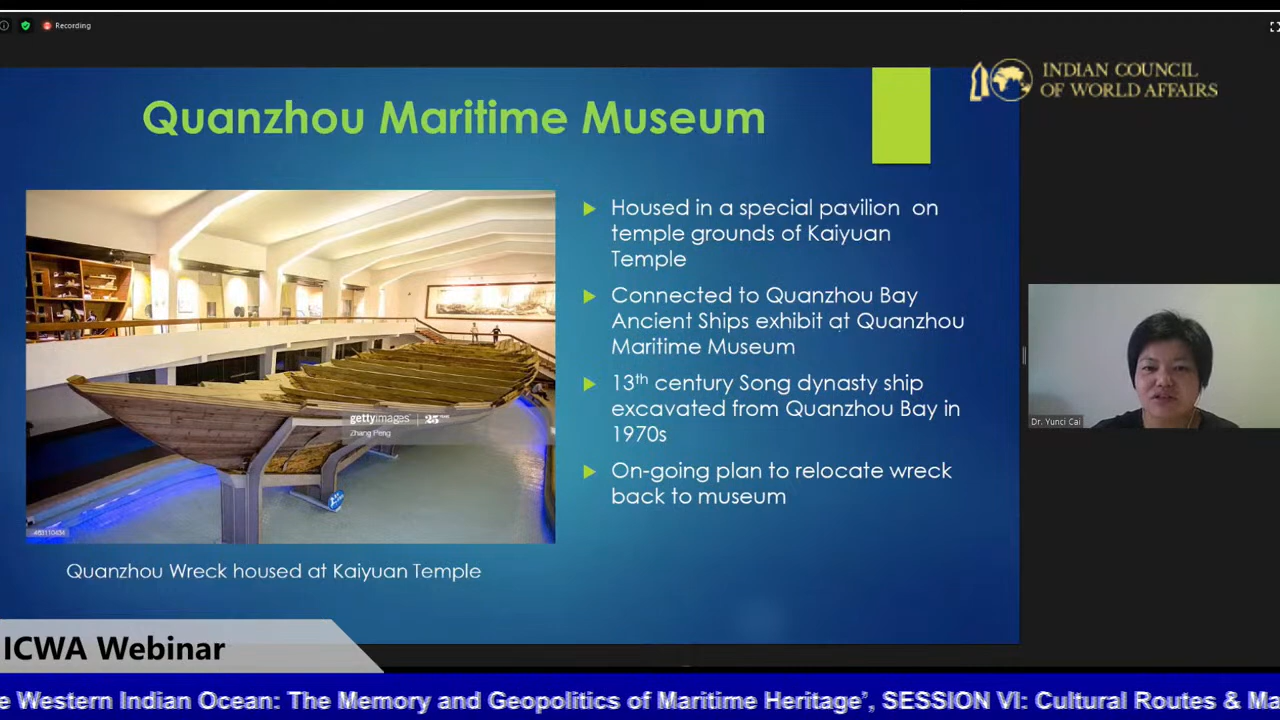 Recording
INDIAN COUNCIL
OF WORLD AFFAIRS
Quanzhou Maritime Museum
Housed in a special pavilion on
temple grounds of Kaiyuan
Temple
Connected to Quanzhou Bay
Ancient Ships exhibit at Quanzhou
Maritime Museum
13th century Song dynasty ship
excavated from Quanzhou Bay in
1970s
On-going plan to relocate wreck
back to museum
gettyimages
Zhang Peng
Quanzhou Wreck housed at Kaiyuan Temple
Dr. Yunci Cai
ICWA Webinar
e Western Indian Ocean: The Memory and Geopolitics of Maritime Heritage", SESSION VI: Cultural Routes & Ma